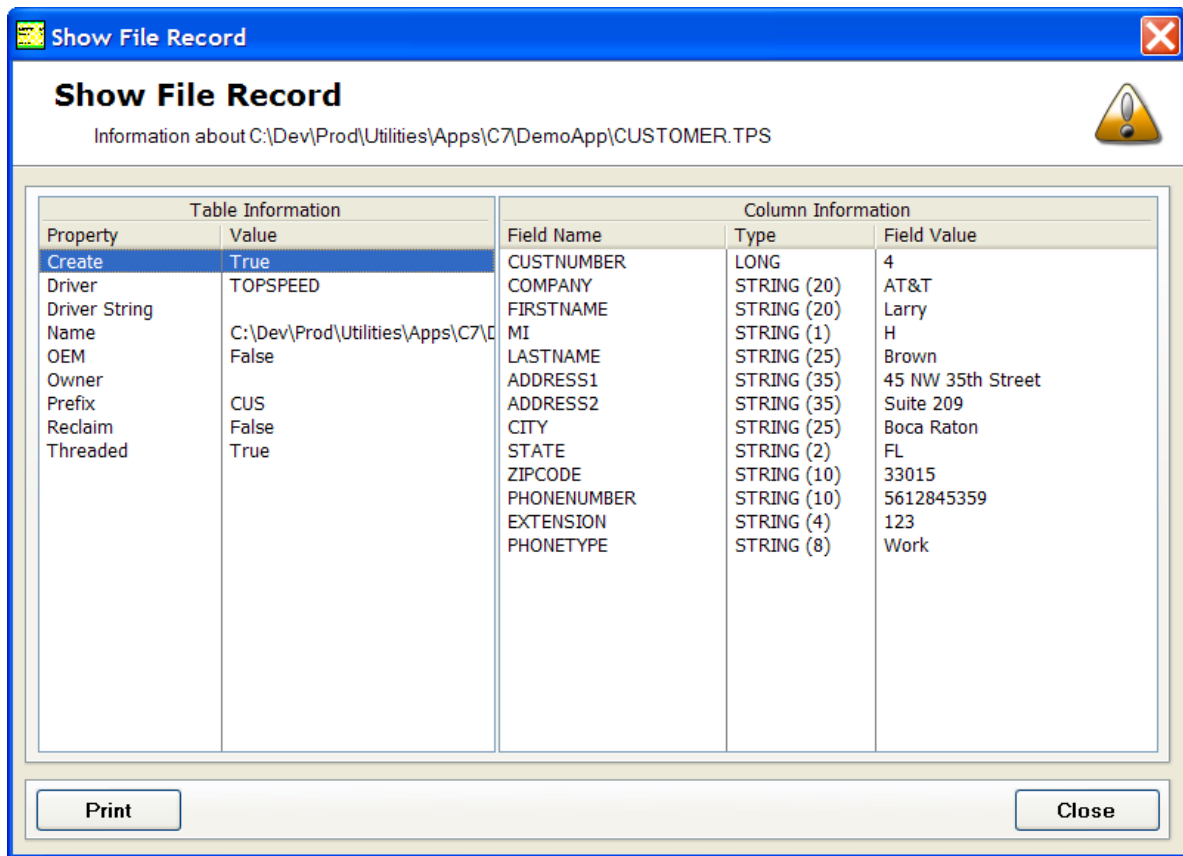 Show File Record
Show File Record
Information about C:\Dev\Prod\Utilities\Apps\C7\DemoApp\CUSTOMER.TPS
Table Information
Property Value
Create True
Driver TOPSPEED
Driver String
Name C:\Dev\Prod\Utilities\Apps\C7\D
OEM False
Owner
Prefix CUS
Reclaim False
Threaded True
Column Information
Field Name Type Field Value
CUSTNUMBER LONG 4
COMPANY STRING (20) AT&T
FIRSTNAME STRING (20) Larry
MI STRING (1) H
LASTNAME STRING (25) Brown
ADDRESS1 STRING (35) 45 NW 35th Street
ADDRESS2 STRING (35) Suite 209
CITY STRING (25) Boca Raton
STATE STRING (2) FL
ZIPCODE STRING (10) 33015
PHONENUMBER STRING (10) 5612845359
EXTENSION STRING (4) 123
PHONETYPE STRING (8) Work
Print Close